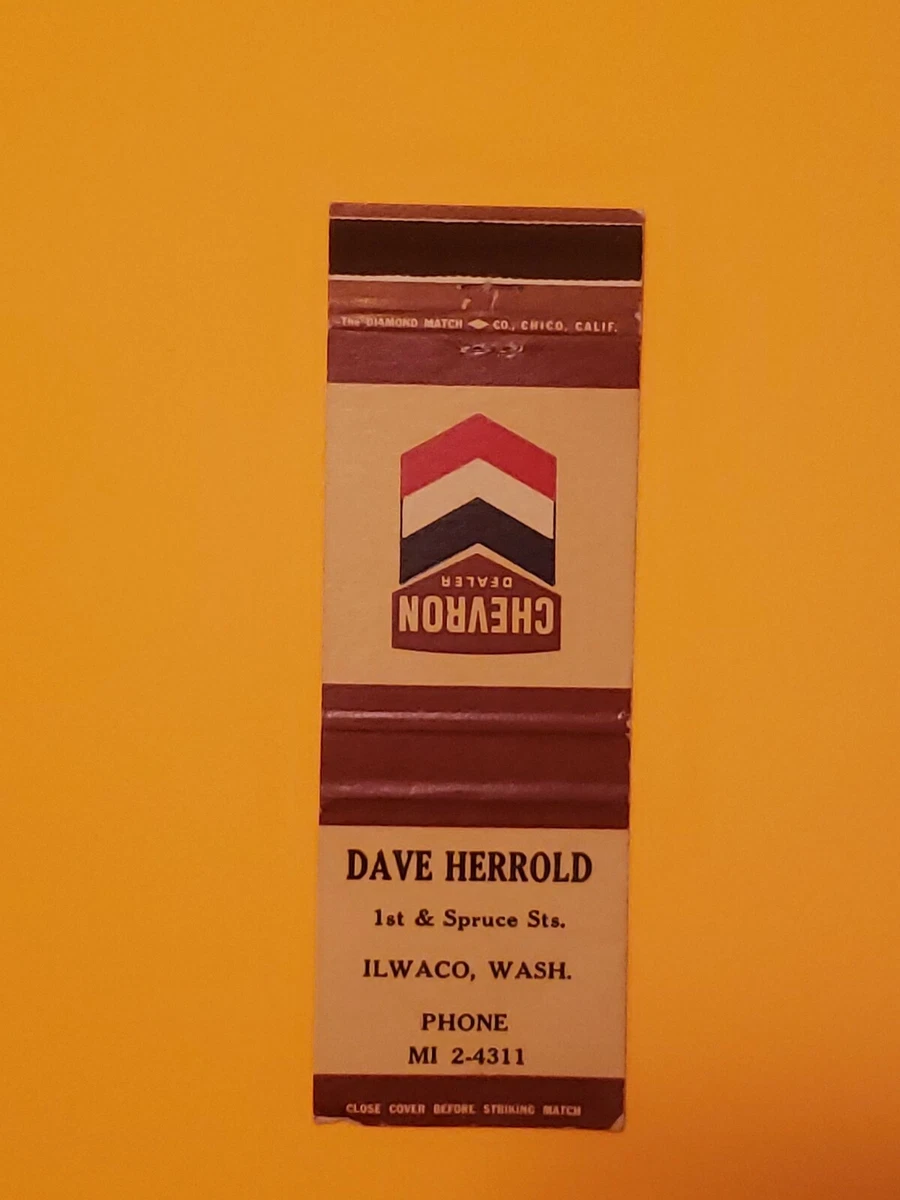 The DIAMOND MATCH CO., CHICO, CALIF.
CHEVRON
DEALER
DAVE HERROLD
1st & Spruce Sts.
ILWACO, WASH.
PHONE
MI 2-4311
CLOSE COVER BEFORE STRIKING MATCH